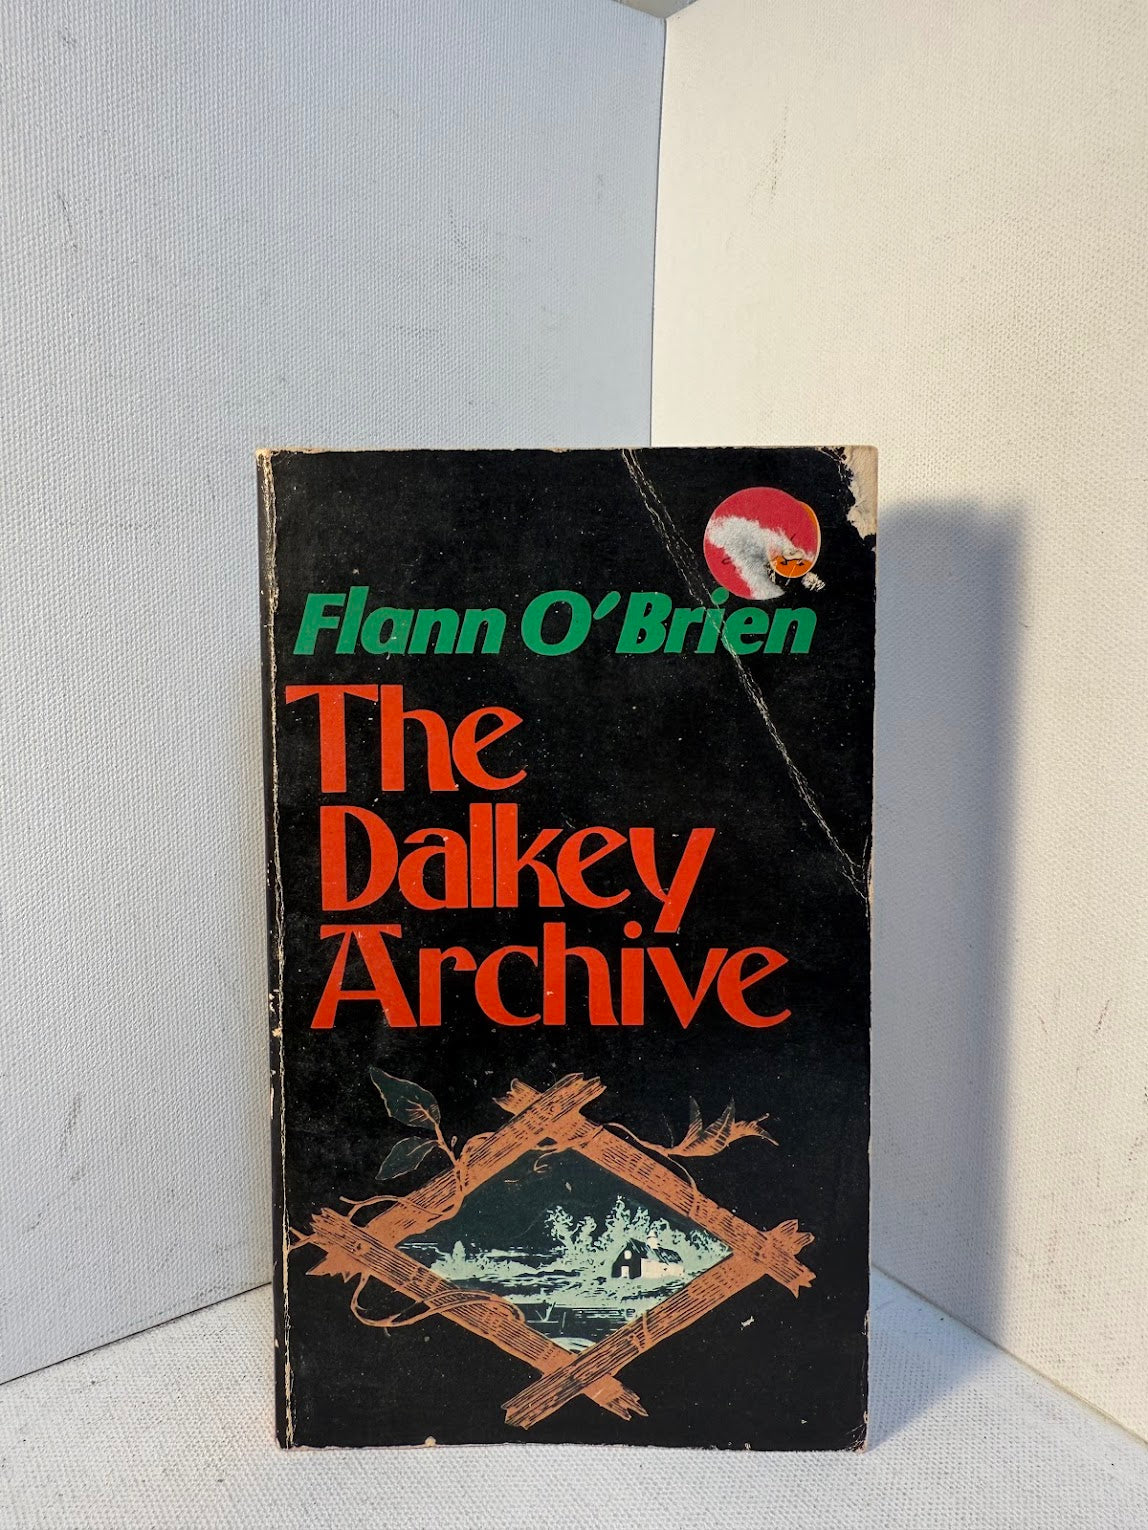 Flann O'Brien
The
Dalkey
Archive